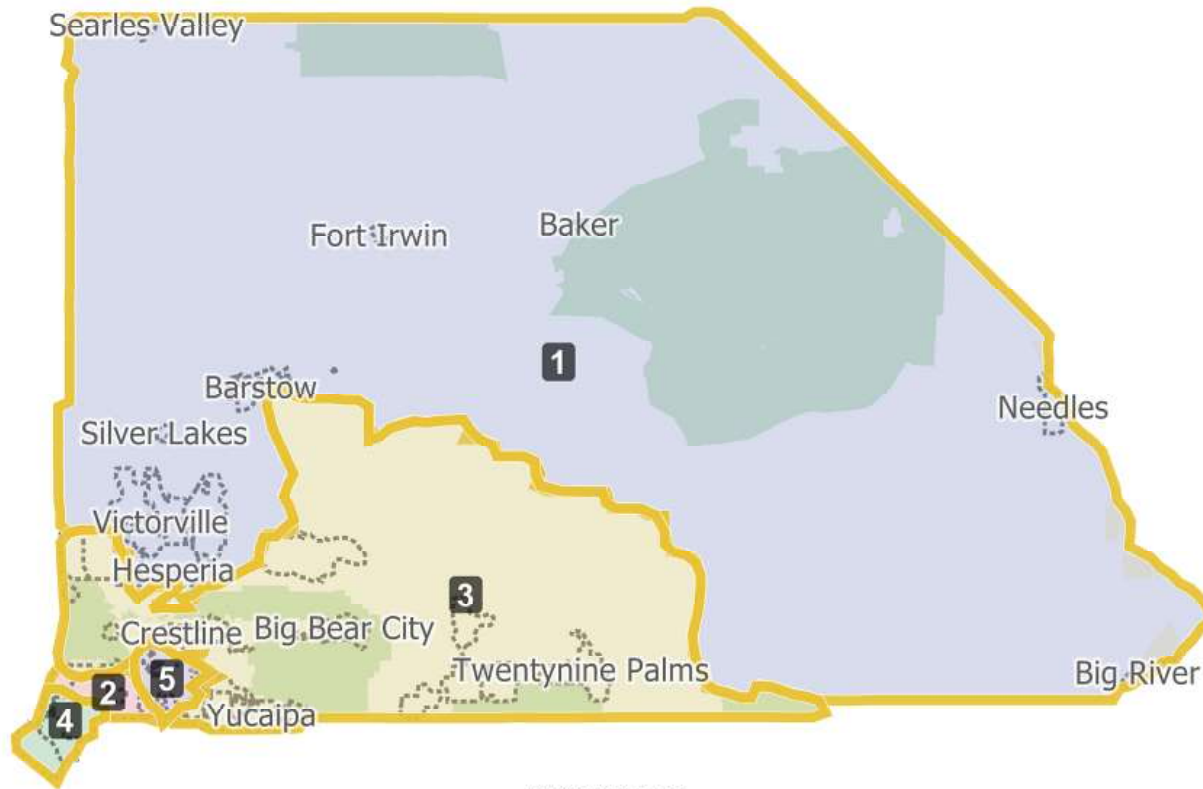 Searles Valley
Fort Irwin
Baker
1
Barstow
Needles
Silver Lakes
Victorville
Hesperia
3
Crestline
Big Bear City
Twentynine Palms
Big River
5
2
4
Yucaipa